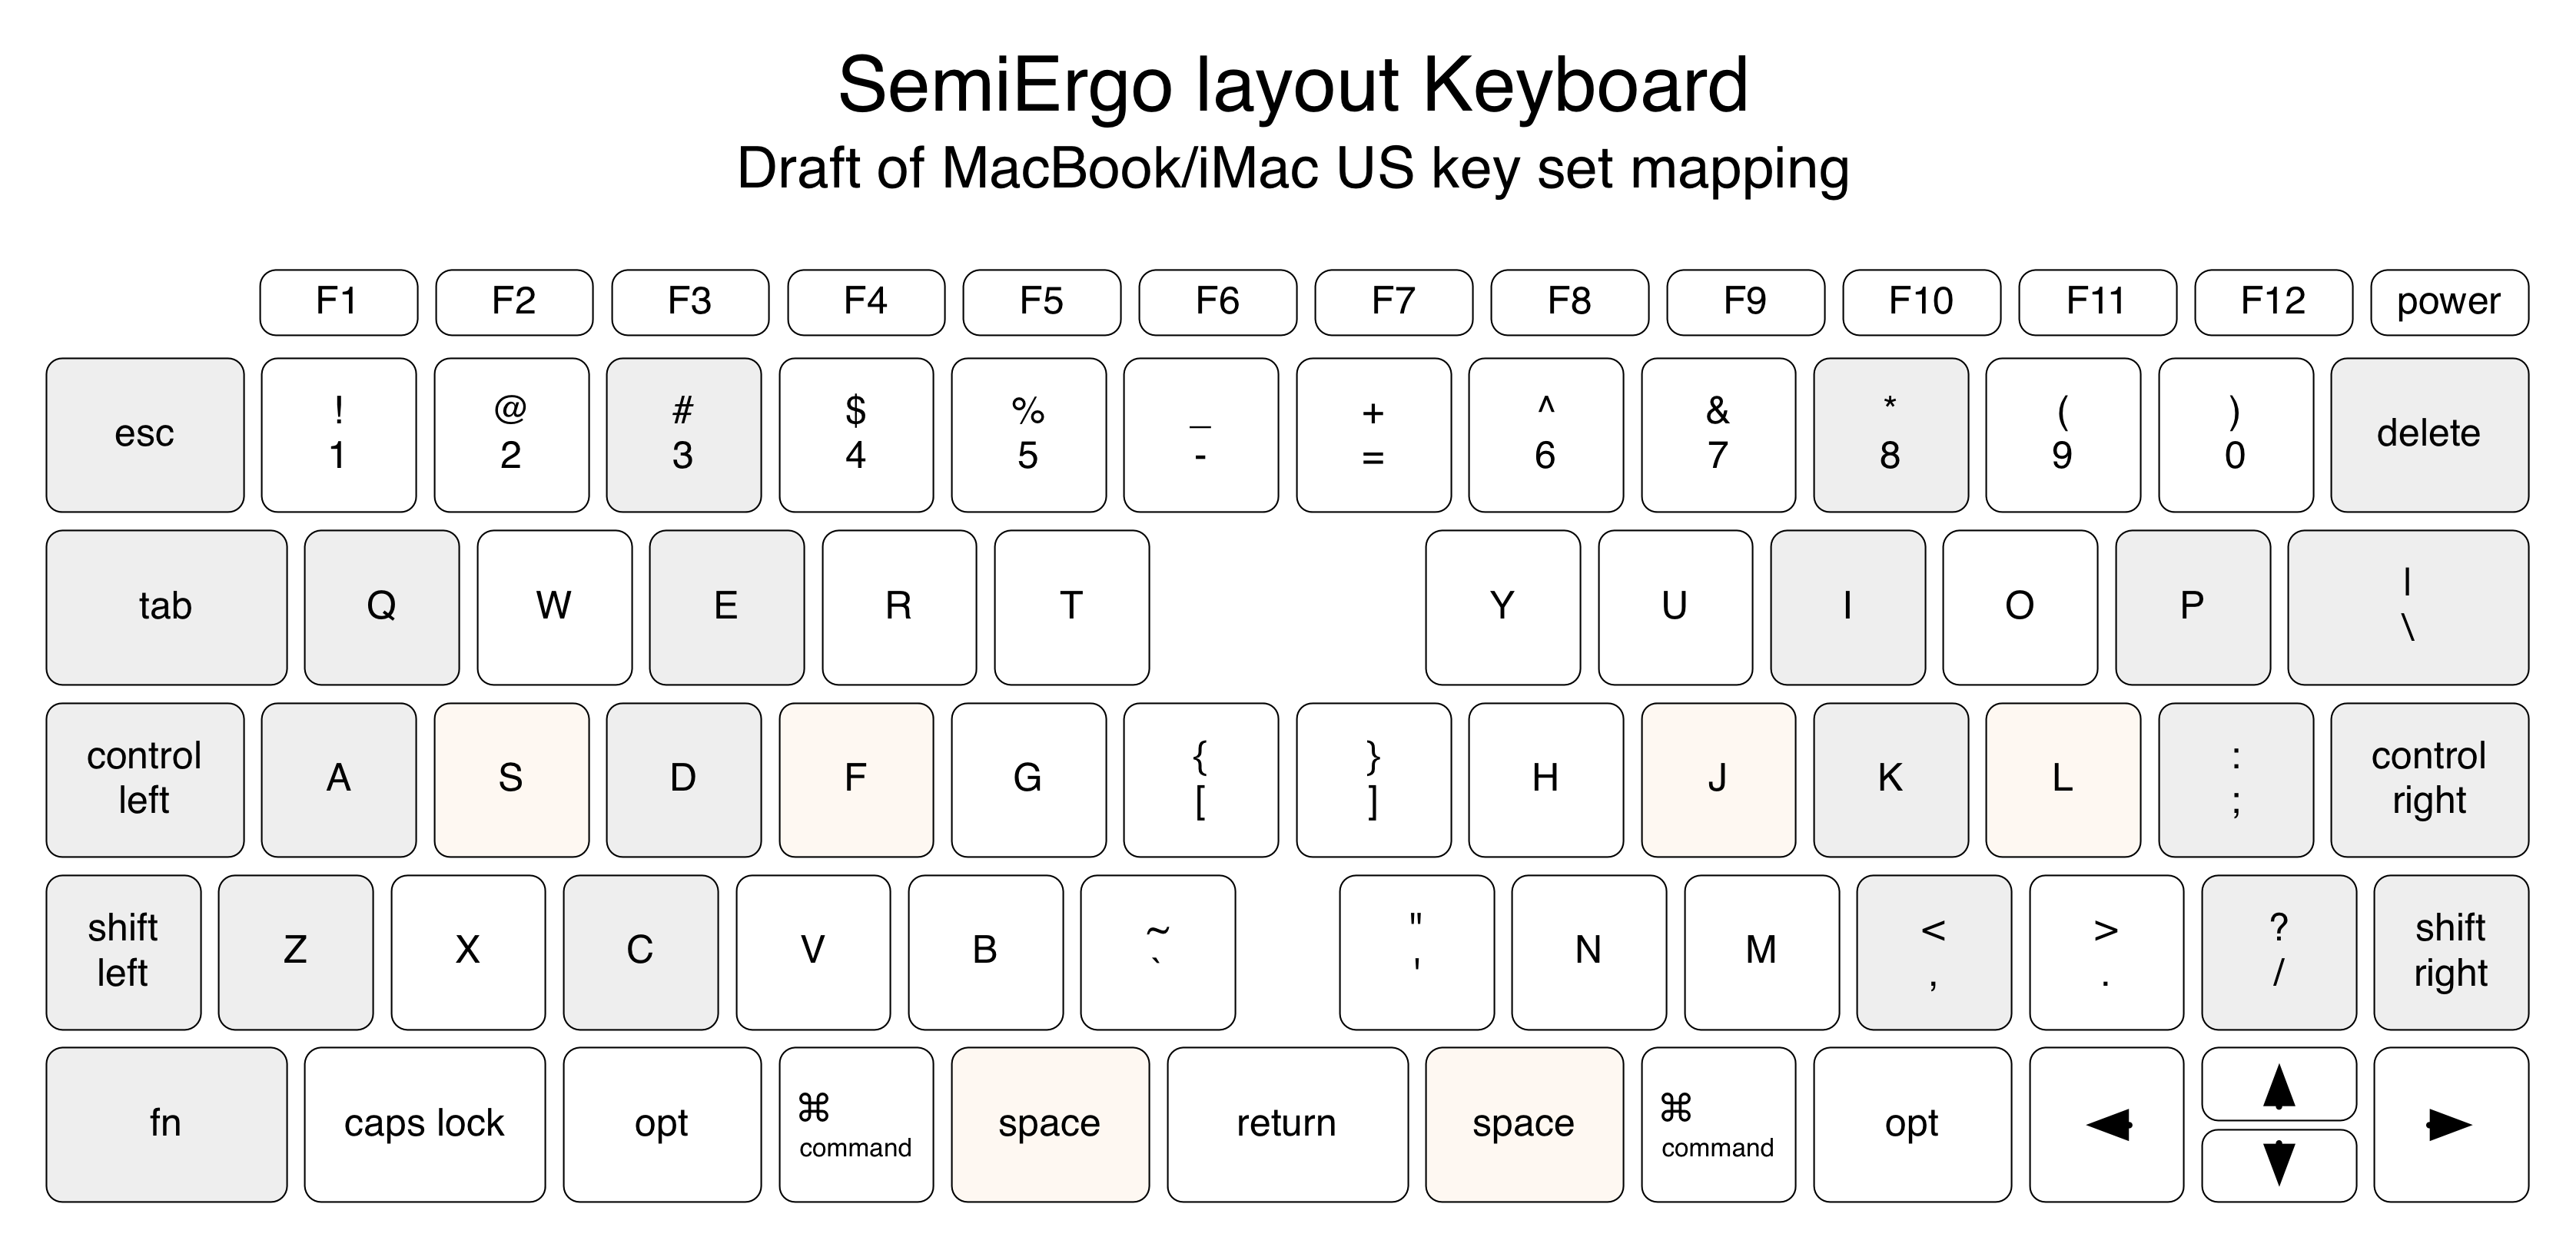 SemiErgo layout Keyboard
Draft of MacBook/iMac US key set mapping
F1 F2 F3 F4 F5 F6 F7 F8 F9 F10 F11 F12 power
! @ # $ % _ + ^ & * ( )
esc 1 2 3 4 5 - = 6 7 8 9 0 delete
tab Q W E R T Y U I O P | \
control left A S D F G { [ } ] H J K L : ; control right
shift left Z X C V B ~ ` " ' N M < , > . ? / shift right
fn caps lock opt ⌘ command space return space ⌘ command opt ◀ ▲ ▼ ▶